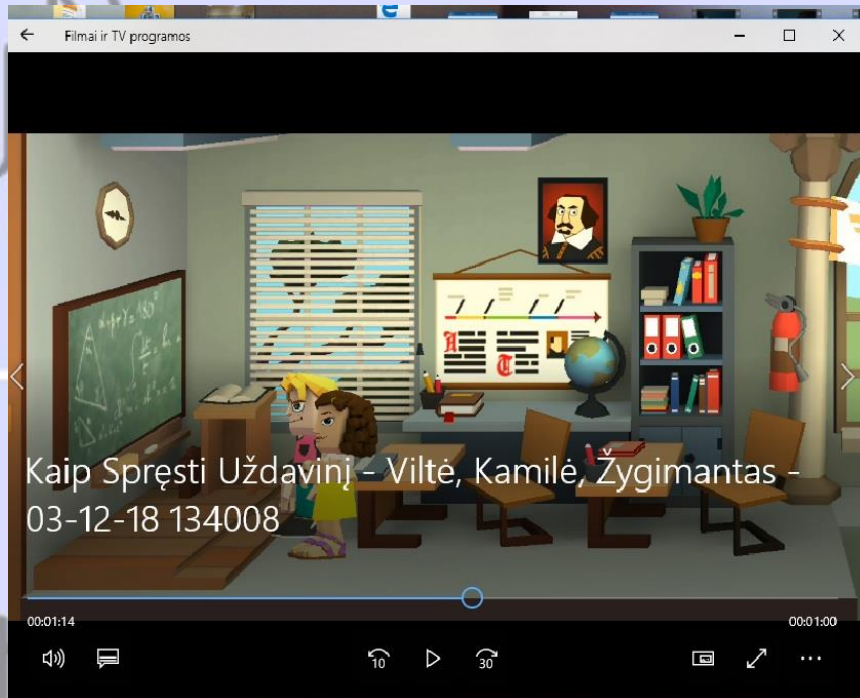 Filmai ir TV programos
Kaip Spręsti Uždavinį - Viltė, Kamilė, Žygimantas -
03-12-18 134008
00:01:14
00:01:00
10
30